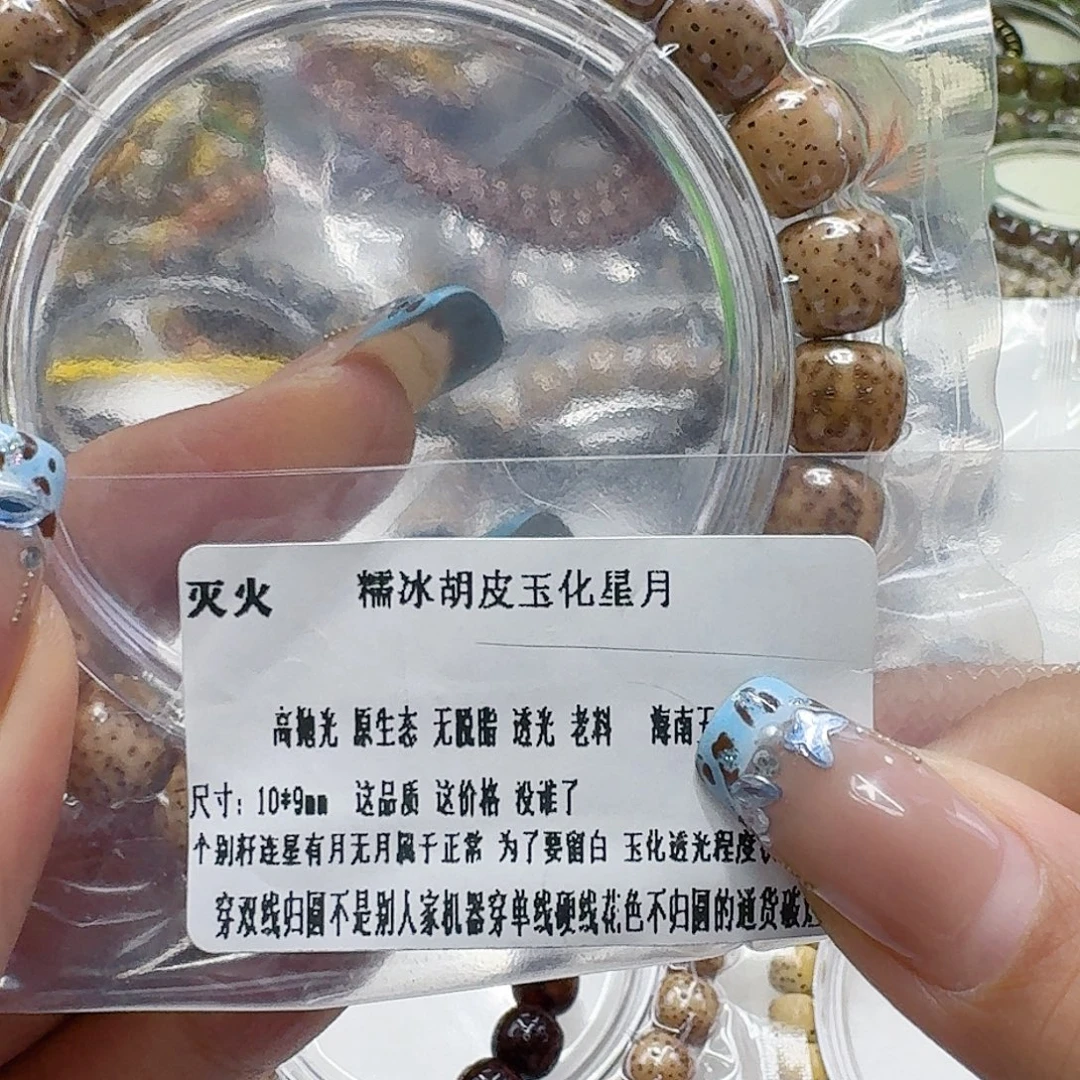 灭火 糯冰胡皮玉化星月
高抛光 原生态 无脱脂 透光 老料 海南
尺寸：10*9mm 这品质 这价格 没谁了
个别籽连星有月无月属于正常 为了要留白 玉化透光程度
穿双线归圆不是别人家机器穿单线硬线花色不归圆的通货破